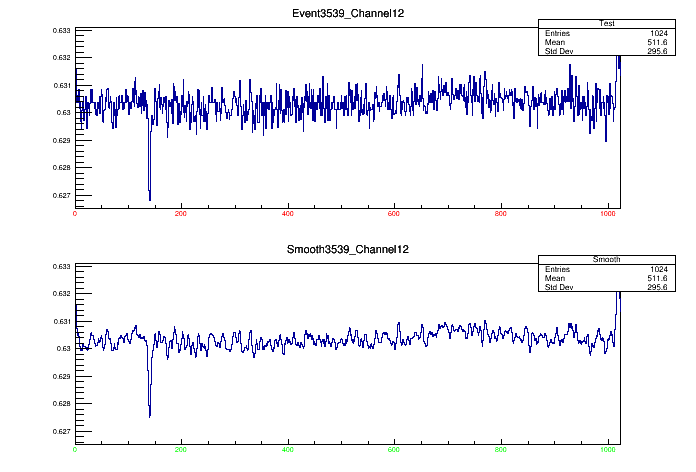 Event3539_Channel12
Test
Entries 1024
Mean 511.6
Std Dev 295.6
0.633
0.632
0.631
0.63
0.629
0.628
0.627
0 200 400 600 800 1000
Smooth3539_Channel12
Smooth
Entries 1024
Mean 511.6
Std Dev 295.6
0.633
0.632
0.631
0.63
0.629
0.628
0.627
0 200 400 600 800 1000